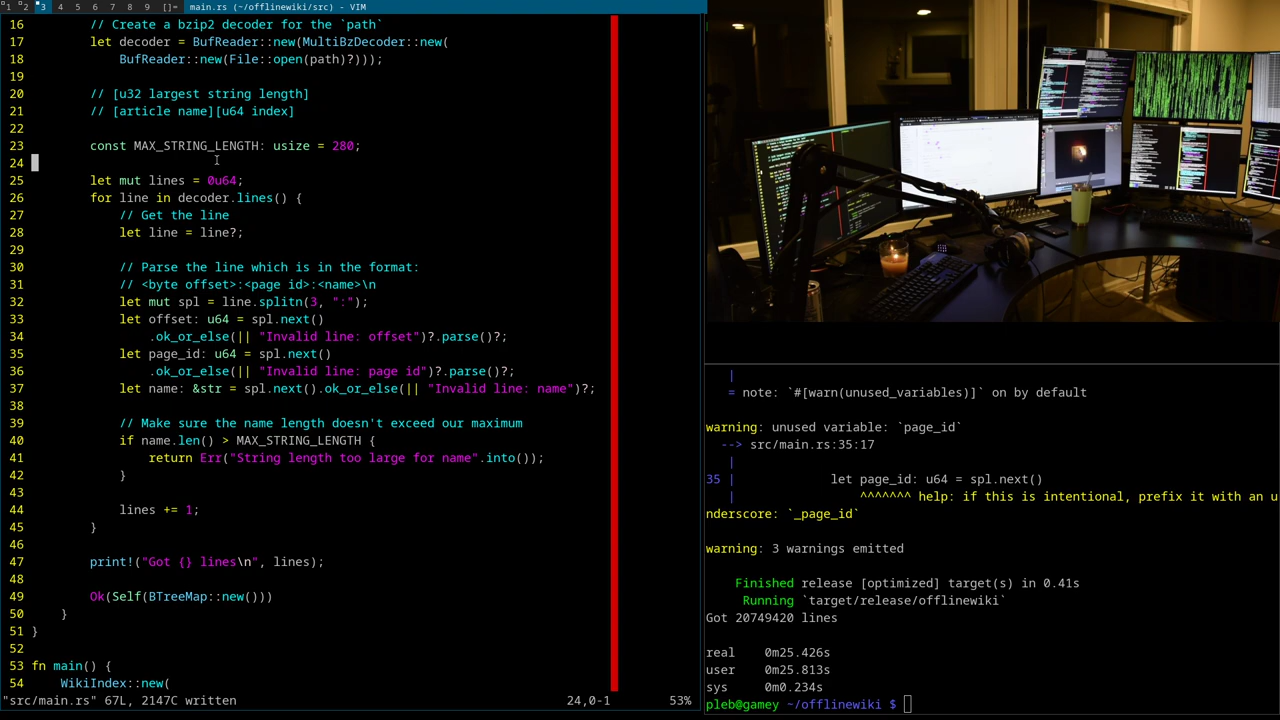 1 2 3 4 5 6 7 8 9 []= main.rs (~/offlinewiki/src) - VIM
16 // Create a bzip2 decoder for the `path`
17 let decoder = BufReader::new(MultiBzDecoder::new(
18 BufReader::new(File::open(path)?)));
19
20 // [u32 largest string length]
21 // [article name][u64 index]
22
23 const MAX_STRING_LENGTH: usize = 280;
24
25 let mut lines = 0u64;
26 for line in decoder.lines() {
27 // Get the line
28 let line = line?;
29
30 // Parse the line which is in the format:
31 // <byte offset>:<page id>:<name>\n
32 let mut spl = line.splitn(3, ":");
33 let offset: u64 = spl.next()
34 .ok_or_else(|| "Invalid line: offset")?.parse()?;
35 let page_id: u64 = spl.next()
36 .ok_or_else(|| "Invalid line: page id")?.parse()?;
37 let name: &str = spl.next().ok_or_else(|| "Invalid line: name")?;
38
39 // Make sure the name length doesn't exceed our maximum
40 if name.len() > MAX_STRING_LENGTH {
41 return Err("String length too large for name".into());
42 }
43
44 lines += 1;
45 }
46
47 print!("Got {} lines\n", lines);
48
49 Ok(Self(BTreeMap::new()))
50 }
51 }
52
53 fn main() {
54 WikiIndex::new(
"src/main.rs" 67L, 2147C written 24,0-1 53%
|
= note: `#[warn(unused_variables)]` on by default
warning: unused variable: `page_id`
--> src/main.rs:35:17
|
35 | let page_id: u64 = spl.next()
| ^^^^^^^ help: if this is intentional, prefix it with an u
nderscore: `_page_id`
warning: 3 warnings emitted
Finished release [optimized] target(s) in 0.41s
Running `target/release/offlinewiki`
Got 20749420 lines
real 0m25.426s
user 0m25.813s
sys 0m0.234s
pleb@gamey ~/offlinewiki $